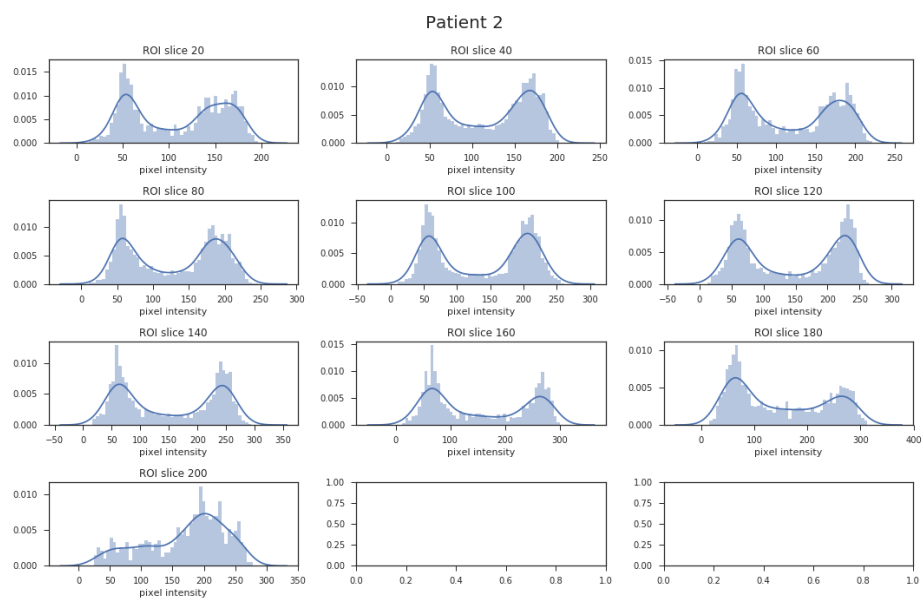 Patient 2
ROI slice 20
0.015
0.010
0.005
0.000
0 50 100 150 200
pixel intensity
ROI slice 40
0.010
0.005
0.000
0 50 100 150 200 250
pixel intensity
ROI slice 60
0.015
0.010
0.005
0.000
0 50 100 150 200 250
pixel intensity
ROI slice 80
0.010
0.005
0.000
0 50 100 150 200 250 300
pixel intensity
ROI slice 100
0.010
0.005
0.000
−50 0 50 100 150 200 250 300
pixel intensity
ROI slice 120
0.010
0.005
0.000
−50 0 50 100 150 200 250 300
pixel intensity
ROI slice 140
0.010
0.005
0.000
−50 0 50 100 150 200 250 300 350
pixel intensity
ROI slice 160
0.015
0.010
0.005
0.000
0 100 200 300
pixel intensity
ROI slice 180
0.010
0.005
0.000
0 100 200 300 400
pixel intensity
ROI slice 200
0.010
0.005
0.000
0 50 100 150 200 250 300 350
pixel intensity
1.00
0.75
0.50
0.25
0.00
0.0 0.2 0.4 0.6 0.8 1.0
1.00
0.75
0.50
0.25
0.00
0.0 0.2 0.4 0.6 0.8 1.0